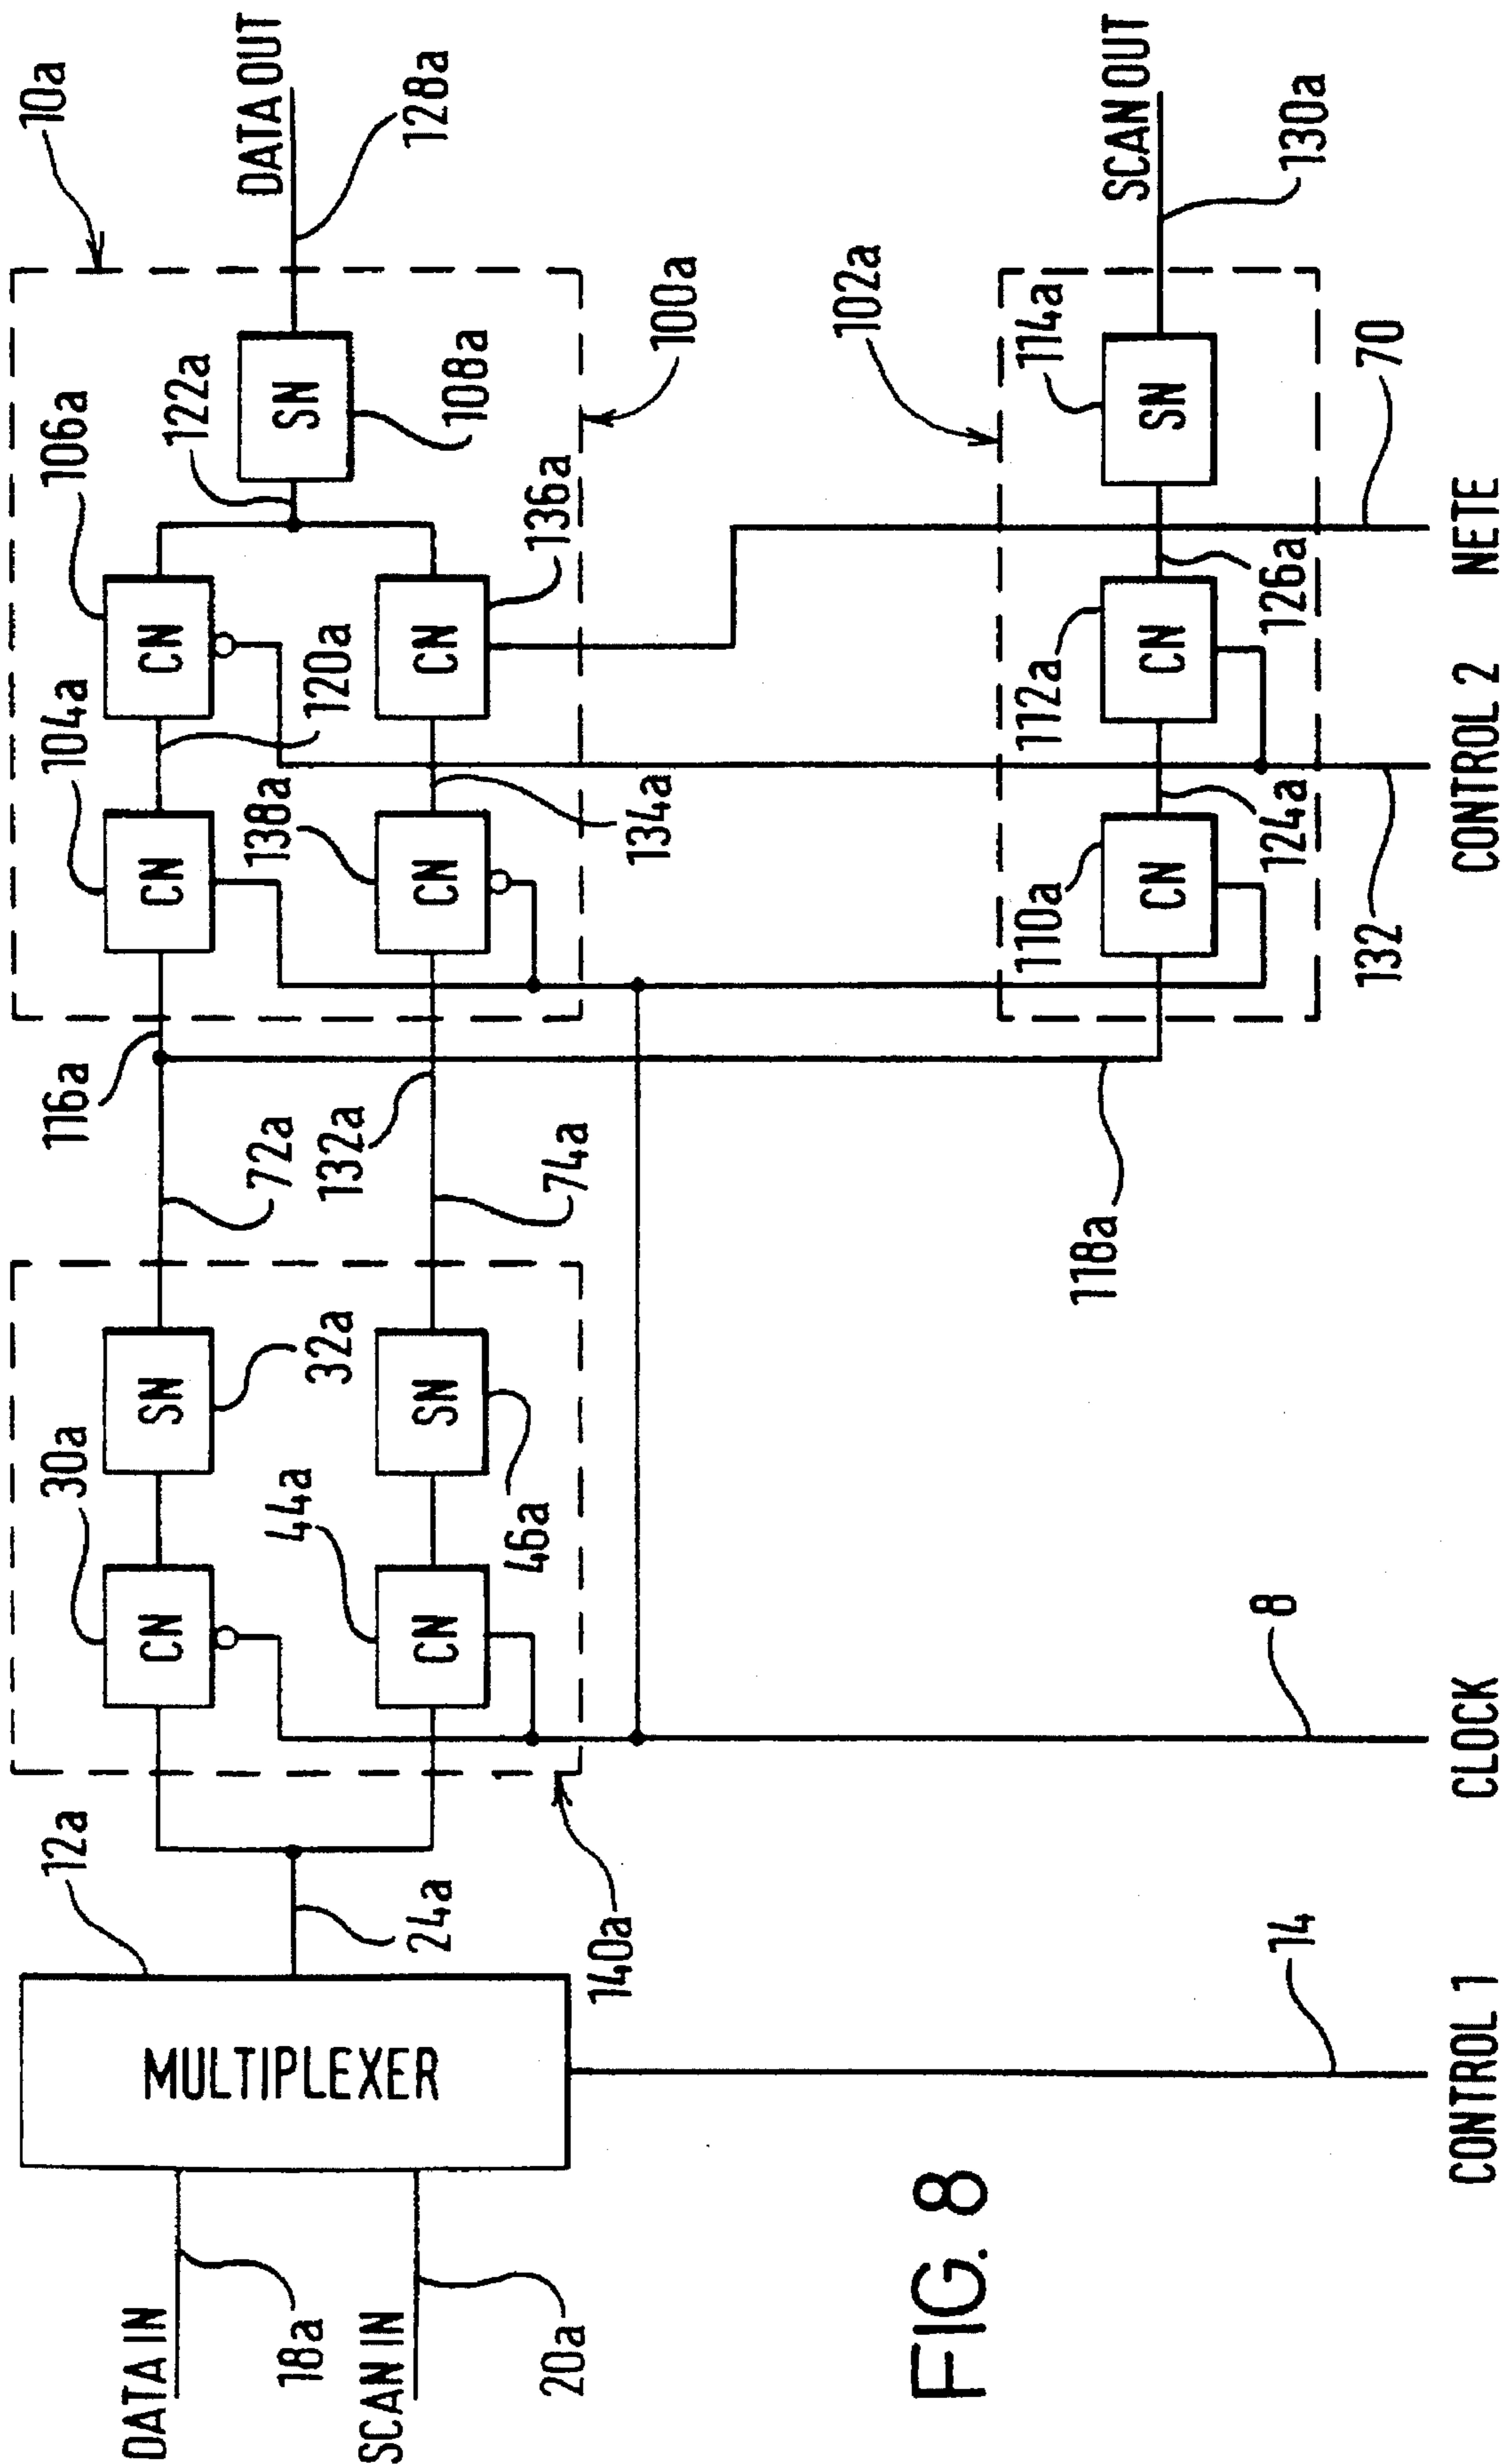 10a
DATA OUT
128a
106a
122a
SN
108a
104a
CN
CN
120a
136a
100a
116a
138a
CN
CN
134a
72a
132a
74a
30a
CN
SN
32a
44a
CN
SN
46a
140a
12a
MULTIPLEXER
24a
DATA IN
18a
SCAN IN
20a
102a
SCAN OUT
130a
114a
SN
112a
CN
126a
110a
CN
124a
118a
70
NETE
132
CONTROL 2
8
CLOCK
14
CONTROL 1
FIG. 8